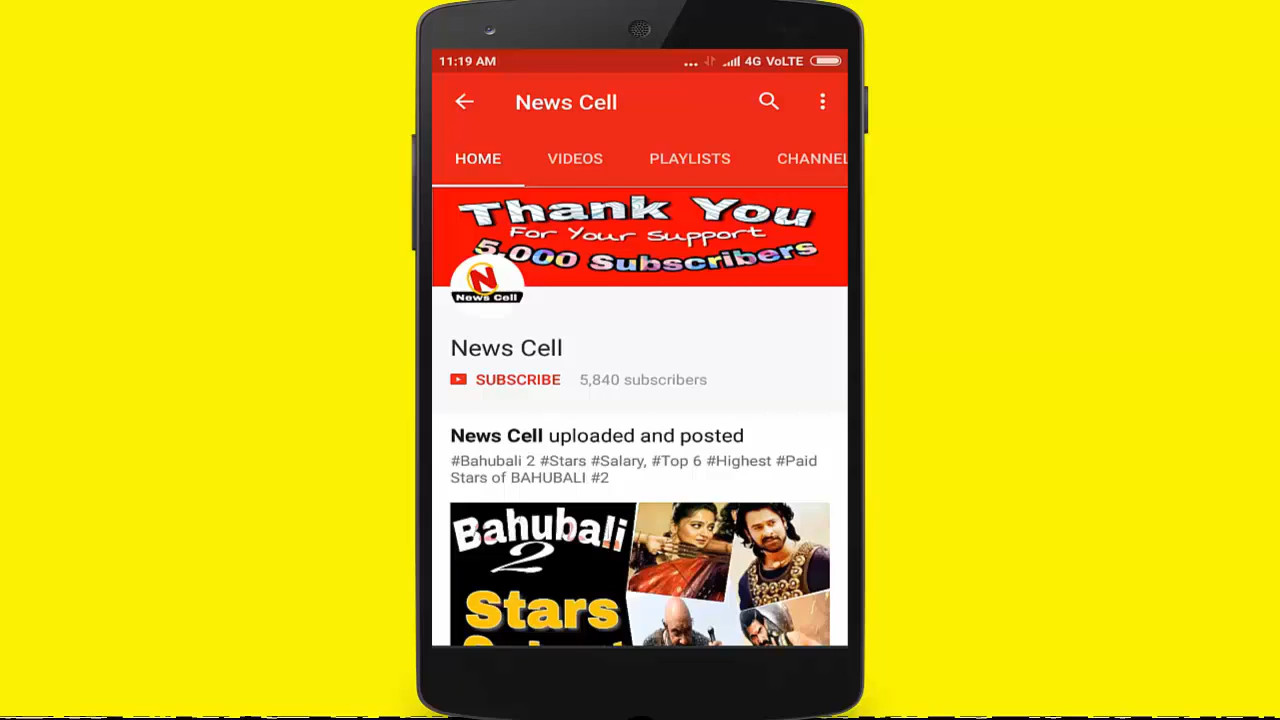 11:19 AM ... 4G VoLTE
News Cell
HOME VIDEOS PLAYLISTS CHANNEL
Thank You
For Your Support
5,000 Subscribers
N
News Cell
News Cell
SUBSCRIBE 5,840 subscribers
News Cell uploaded and posted
#Bahubali 2 #Stars #Salary, #Top 6 #Highest #Paid
Stars of BAHUBALI #2
Bahubali
2
Stars